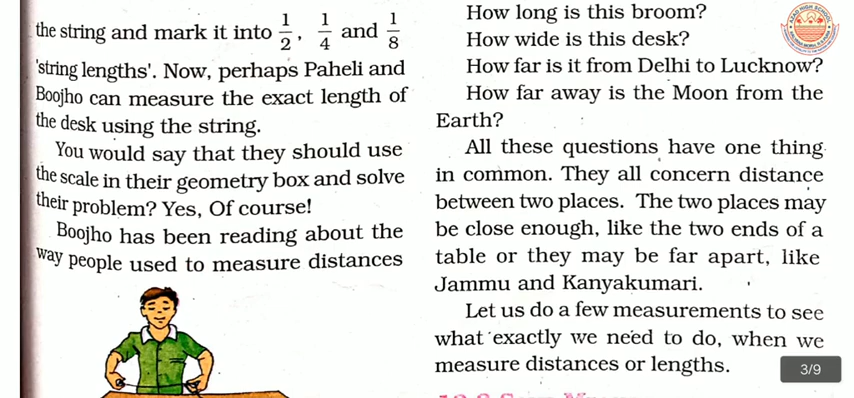 the string and mark it into 1/2, 1/4 and 1/8
'string lengths'. Now, perhaps Paheli and
Boojho can measure the exact length of
the desk using the string.
You would say that they should use
the scale in their geometry box and solve
their problem? Yes, Of course!
Boojho has been reading about the
way people used to measure distances
How long is this broom?
How wide is this desk?
How far is it from Delhi to Lucknow?
How far away is the Moon from the
Earth?
All these questions have one thing
in common. They all concern distance
between two places. The two places may
be close enough, like the two ends of a
table or they may be far apart, like
Jammu and Kanyakumari.
Let us do a few measurements to see
what exactly we need to do, when we
measure distances or lengths.
3/9